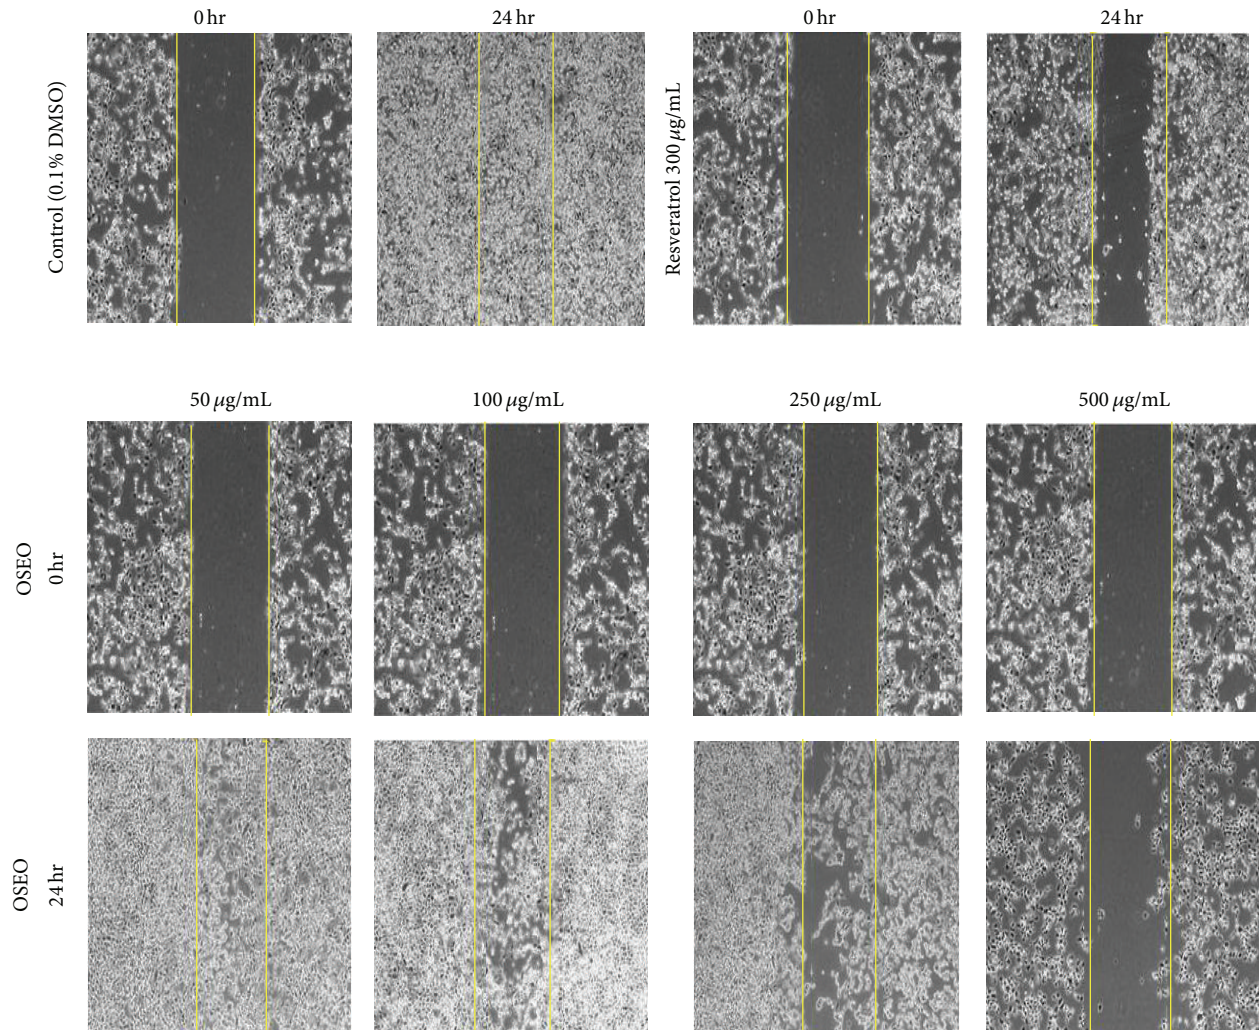 0 hr
24 hr
0 hr
24 hr
Control (0.1% DMSO)
Resveratrol 300 μg/mL
50 μg/mL
100 μg/mL
250 μg/mL
500 μg/mL
OSEO
0 hr
OSEO
24 hr